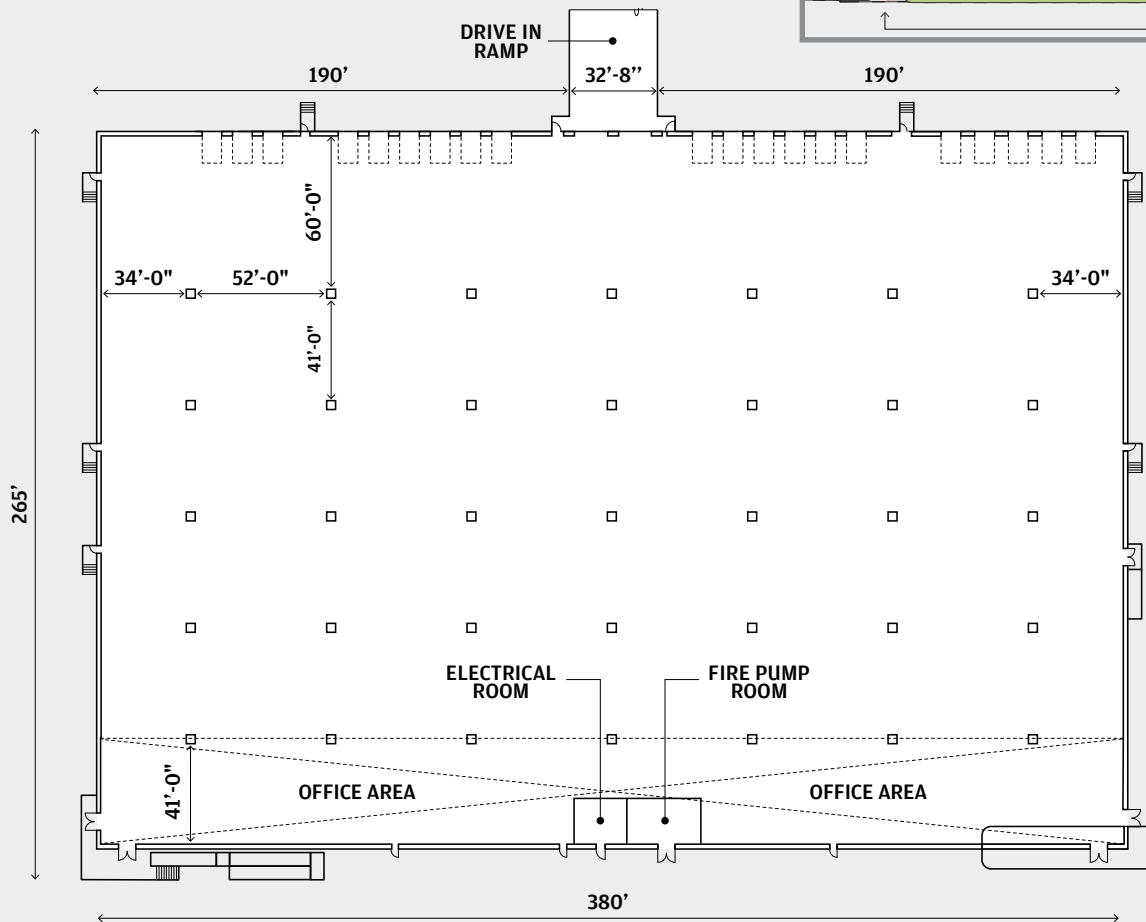 DRIVE IN
RAMP
190'
32'-8''
190'
60'-0"
34'-0"
52'-0"
34'-0"
41'-0"
265'
ELECTRICAL
ROOM
FIRE PUMP
ROOM
41'-0"
OFFICE AREA
OFFICE AREA
380'